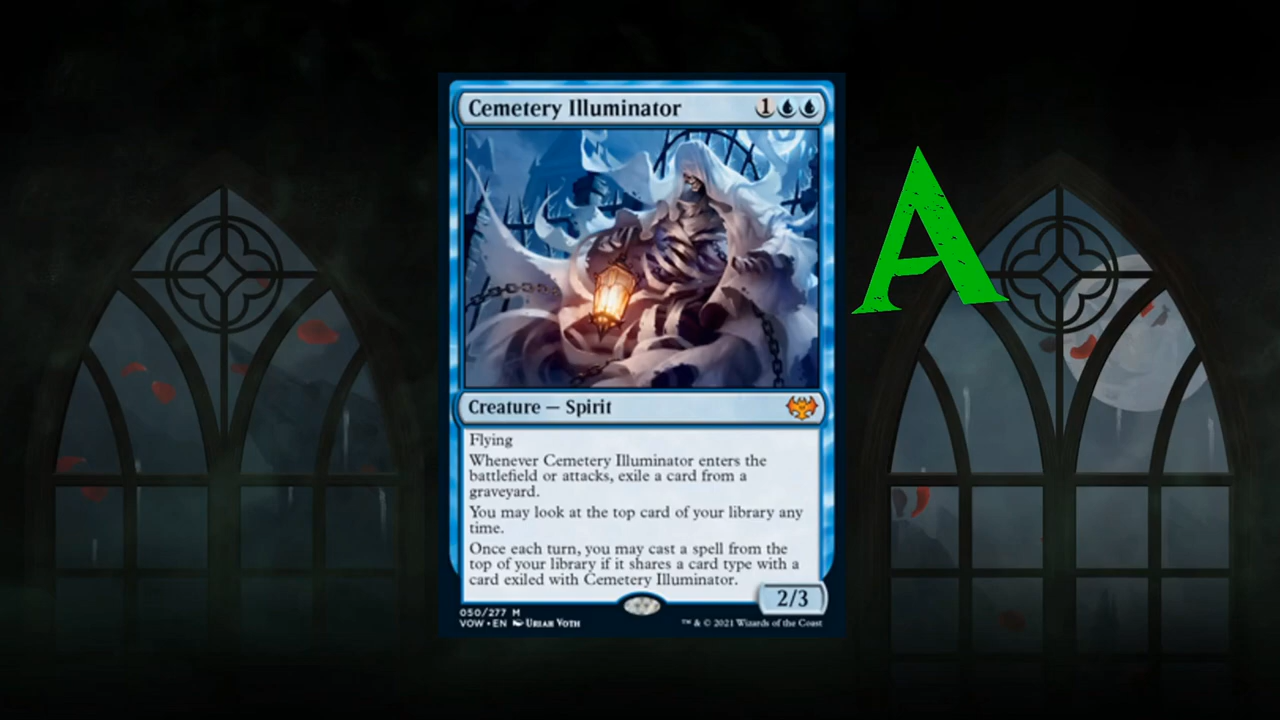 Cemetery Illuminator
1
A
Creature — Spirit
Flying
Whenever Cemetery Illuminator enters the
battlefield or attacks, exile a card from a
graveyard.
You may look at the top card of your library any
time.
Once each turn, you may cast a spell from the
top of your library if it shares a card type with a
card exiled with Cemetery Illuminator.
2/3
050/277 M
VOW • EN Uriah Voth
™ & © 2021 Wizards of the Coast